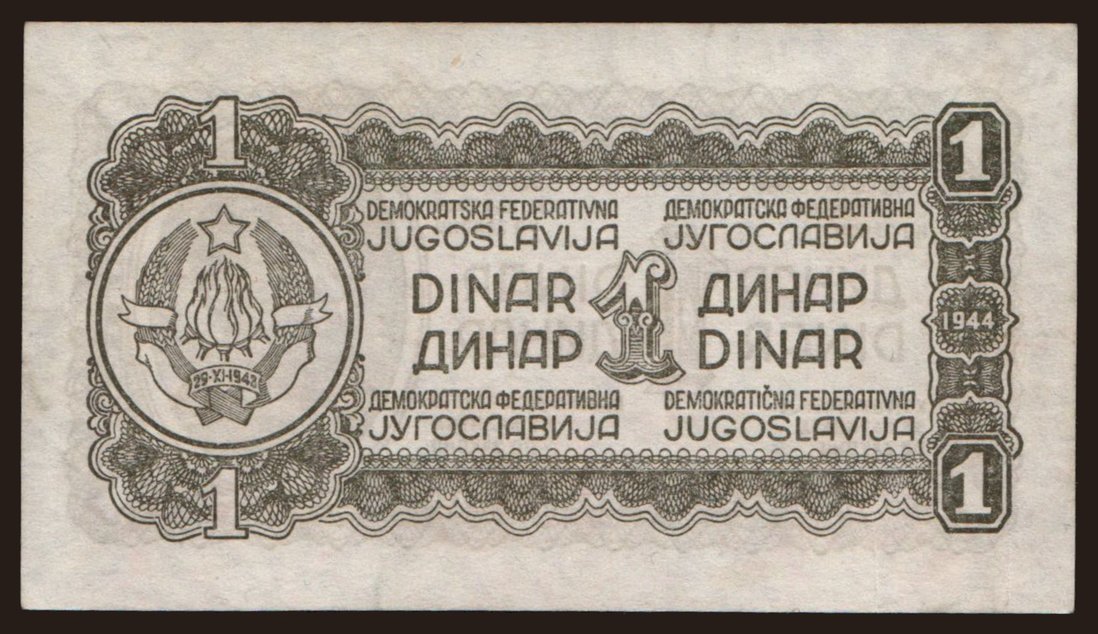 1
1
DEMOKRATSKA FEDERATIVNA
JUGOSLAVIJA
ДЕМОКРАТСКА ФЕДЕРАТИВНА
ЈУГОСЛАВИЈА
DINAR
1
ДИНАР
ДИНАР
DINAR
1944
29·XI·1943
ДЕМОКРАТСКА ФЕДЕРАТИВНА
ЈУГОСЛАВИЈА
DEMOKRATIČNA FEDERATIVNA
JUGOSLAVIJA
1
1